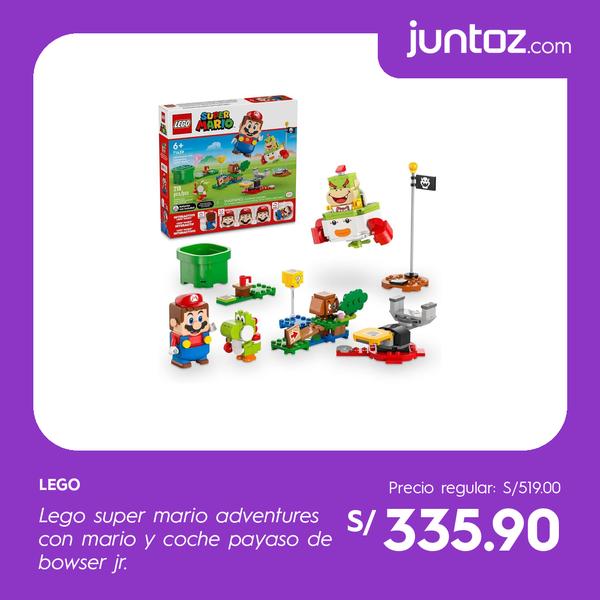 juntoz.com
LEGO
SUPER
MARIO
6+
LEGO
Precio regular: S/519.00
Lego super mario adventures
con mario y coche payaso de
bowser jr.
S/ 335.90